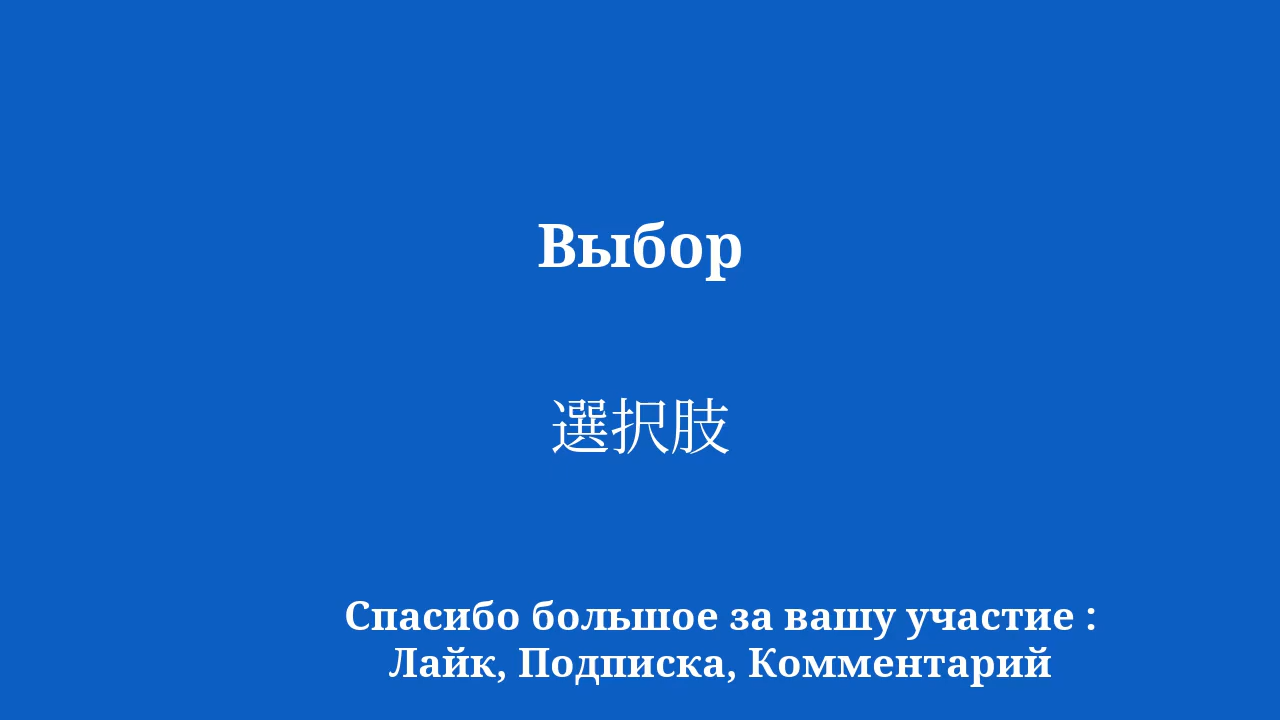 Выбор
選択肢
Спасибо большое за вашу участие :
Лайк, Подписка, Комментарий